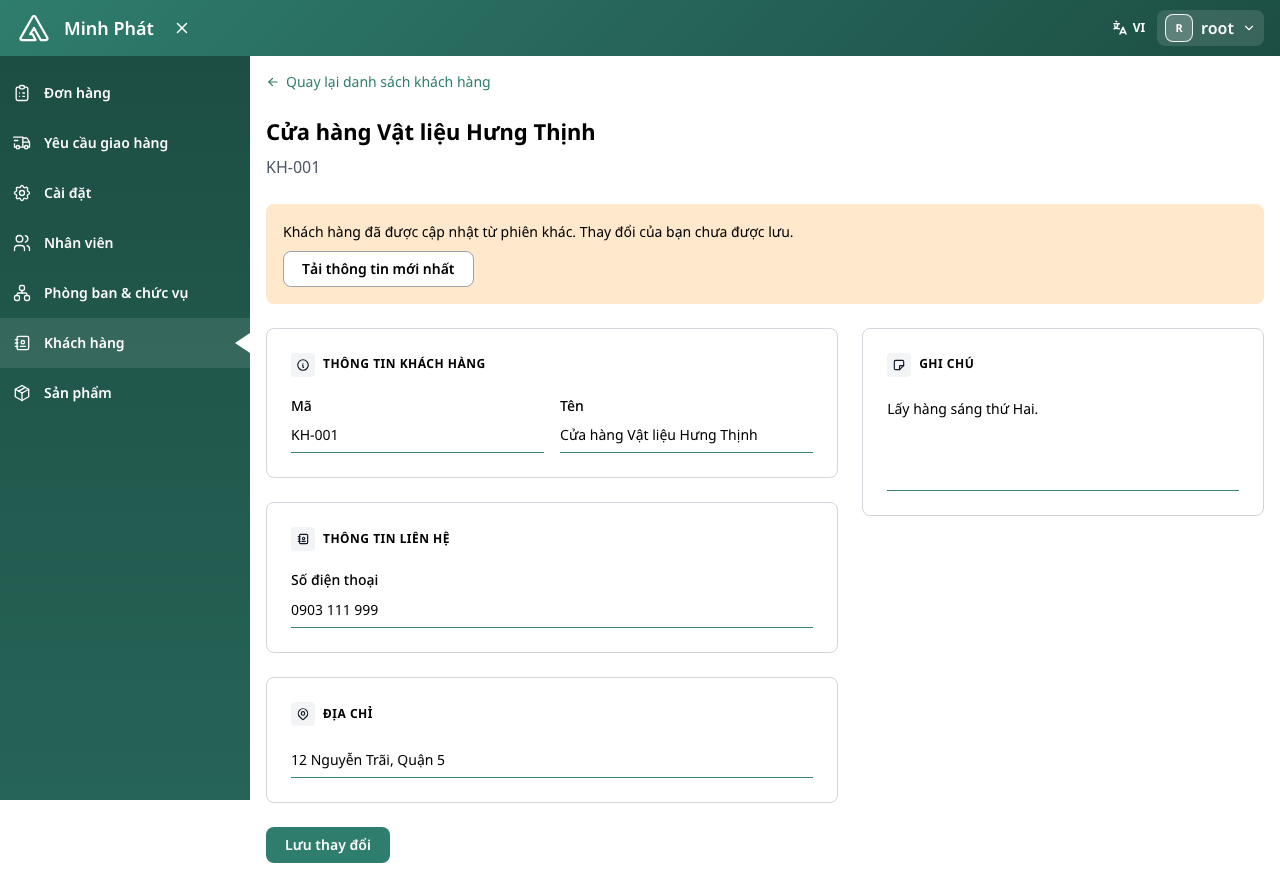 Minh Phát
VI
R
root
Đơn hàng
Yêu cầu giao hàng
Cài đặt
Nhân viên
Phòng ban & chức vụ
Khách hàng
Sản phẩm
Quay lại danh sách khách hàng
Cửa hàng Vật liệu Hưng Thịnh
KH-001
Khách hàng đã được cập nhật từ phiên khác. Thay đổi của bạn chưa được lưu.
Tải thông tin mới nhất
THÔNG TIN KHÁCH HÀNG
Mã
KH-001
Tên
Cửa hàng Vật liệu Hưng Thịnh
THÔNG TIN LIÊN HỆ
Số điện thoại
0903 111 999
ĐỊA CHỈ
12 Nguyễn Trãi, Quận 5
GHI CHÚ
Lấy hàng sáng thứ Hai.
Lưu thay đổi